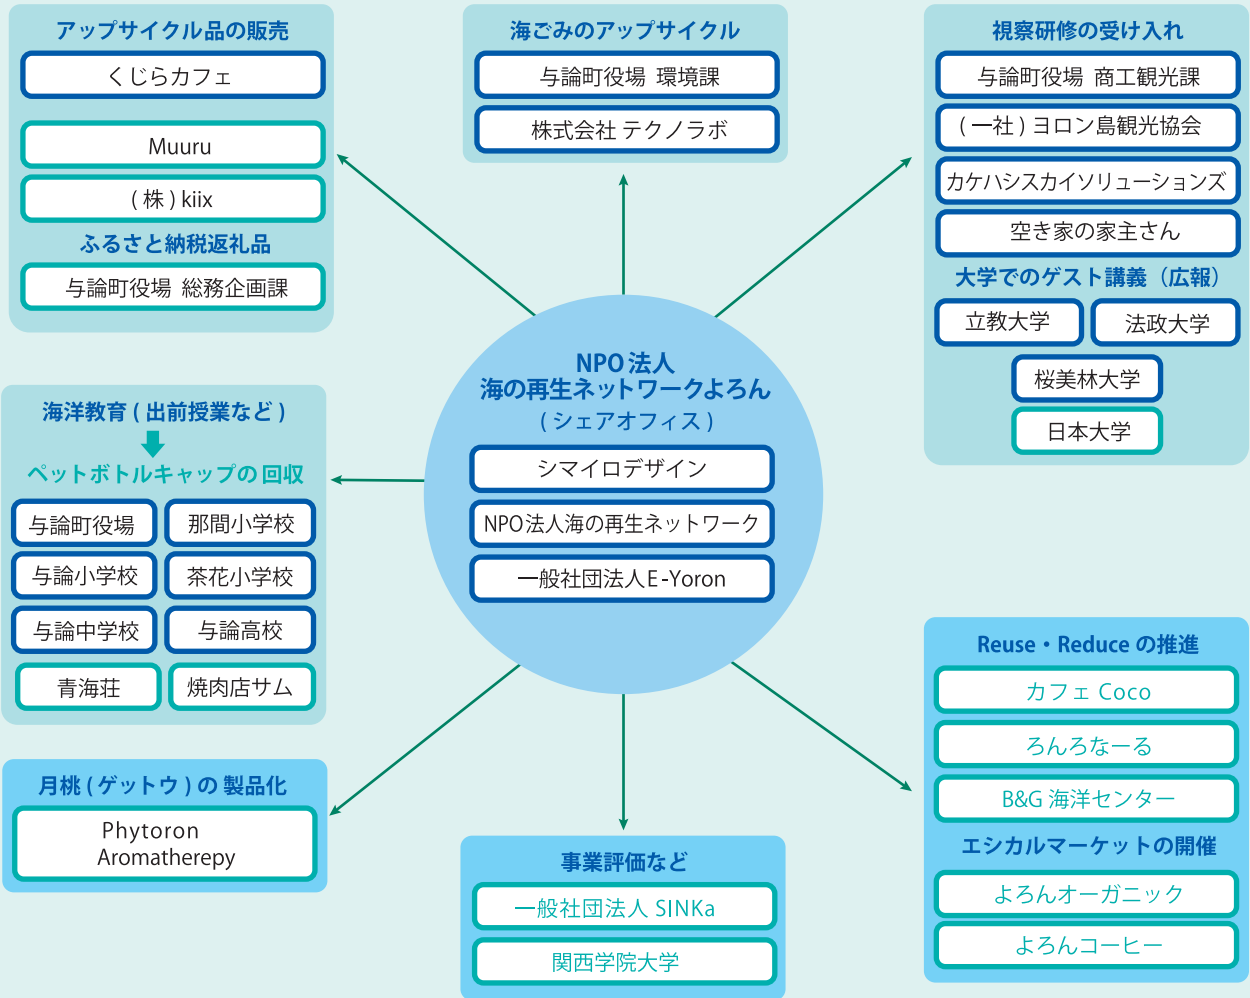 アップサイクル品の販売
くじらカフェ
Muuru
(株) kiix
ふるさと納税返礼品
与論町役場 総務企画課
海ごみのアップサイクル
与論町役場 環境課
株式会社 テクノラボ
視察研修の受け入れ
与論町役場 商工観光課
(一社) ヨロン島観光協会
カケハシスカイソリューションズ
空き家の家主さん
大学でのゲスト講義（広報）
立教大学 法政大学
桜美林大学
日本大学
NPO法人
海の再生ネットワークよろん
(シェアオフィス)
シマイロデザイン
NPO法人海の再生ネットワーク
一般社団法人E-Yoron
海洋教育(出前授業など)
ペットボトルキャップの回収
与論町役場 那間小学校
与論小学校 茶花小学校
与論中学校 与論高校
青海荘 焼肉店サム
月桃(ゲットウ)の製品化
Phytoron
Aromatherepy
事業評価など
一般社団法人 SINKa
関西学院大学
Reuse・Reduceの推進
カフェ Coco
ろんろなーる
B&G 海洋センター
エシカルマーケットの開催
よろんオーガニック
よろんコーヒー